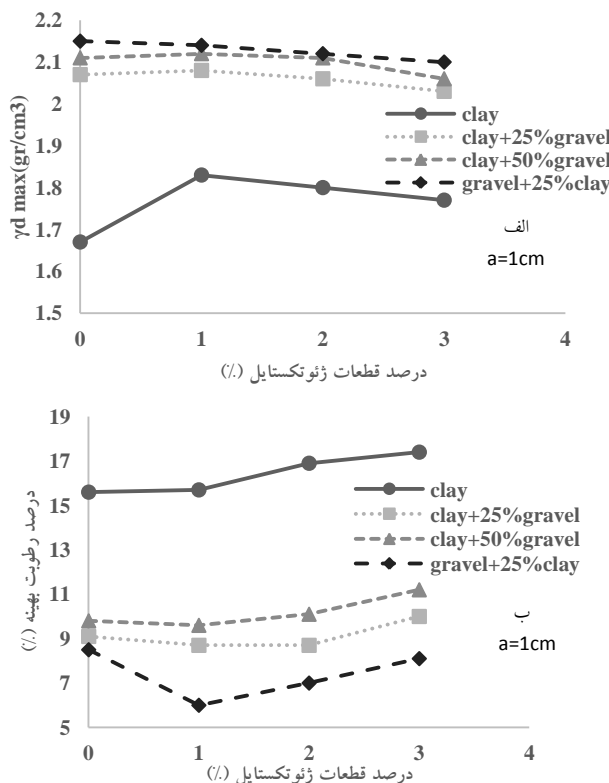 γd max(gr/cm3)
2.2
2.1
2
1.9
1.8
1.7
1.6
1.5
0 1 2 3 4
clay
clay+25%gravel
clay+50%gravel
gravel+25%clay
الف
a=1cm
درصد قطعات ژئوتکستایل (٪)
درصد رطوبت بهینه (٪)
19
17
15
13
11
9
7
5
0 1 2 3 4
clay
clay+25%gravel
clay+50%gravel
gravel+25%clay
ب
a=1cm
درصد قطعات ژئوتکستایل (٪)